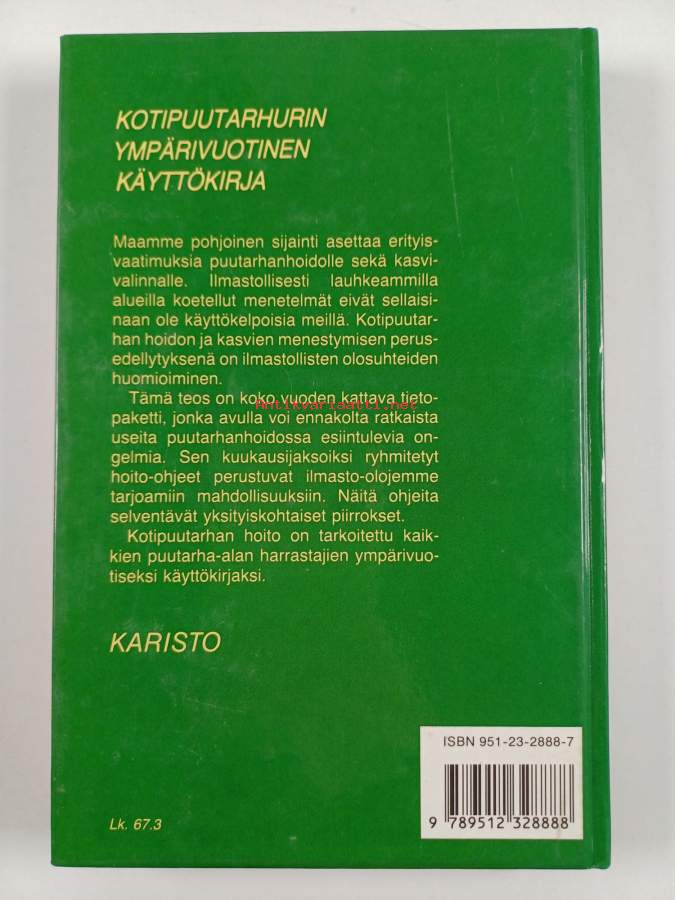 KOTIPUUTARHURIN
YMPÄRIVUOTINEN
KÄYTTÖKIRJA
Maamme pohjoinen sijainti asettaa erityis-
vaatimuksia puutarhanhoidolle sekä kasvi-
valinnalle. Ilmastollisesti lauhkeammilla
alueilla koetellut menetelmät eivät sellaisi-
naan ole käyttökelpoisia meillä. Kotipuutar-
han hoidon ja kasvien menestymisen perus-
edellytyksenä on ilmastollisten olosuhteiden
huomioiminen.
Tämä teos on koko vuoden kattava tieto-
Antikvariaatti.net
paketti, jonka avulla voi ennakolta ratkaista
useita puutarhanhoidossa esiintulevia on-
gelmia. Sen kuukausijaksoiksi ryhmitetyt
hoito-ohjeet perustuvat ilmasto-olojemme
tarjoamiin mahdollisuuksiin. Näitä ohjeita
selventävät yksityiskohtaiset piirrokset.
Kotipuutarhan hoito on tarkoitettu kaik-
kien puutarha-alan harrastajien ympärivuo-
tiseksi käyttökirjaksi.
KARISTO
ISBN 951-23-2888-7
9 789512 328888
Lk. 67.3